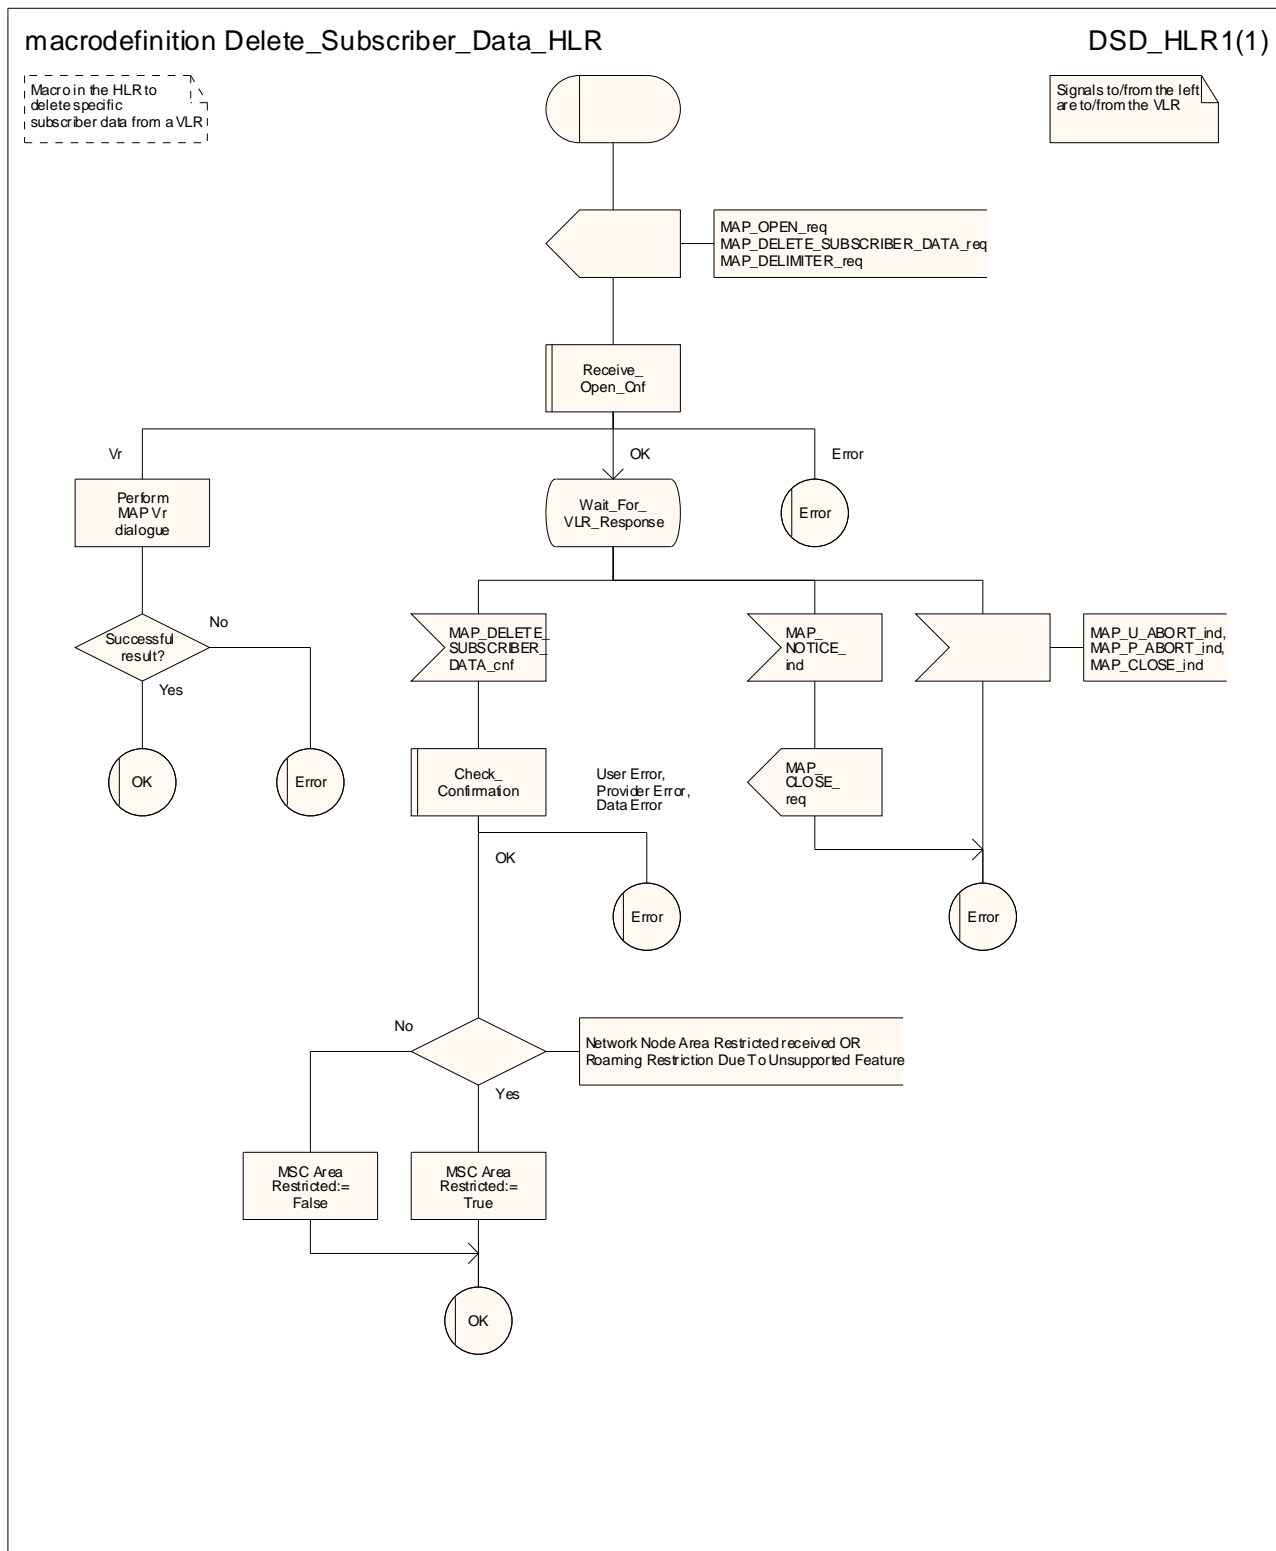 macrodefinition Delete_Subscriber_Data_HLR
DSD_HLR1(1)
Macro in the HLR to
delete specific
subscriber data from a VLR
Signals to/from the left
are to/from the VLR
MAP_OPEN_req
MAP_DELETE_SUBSCRIBER_DATA_req
MAP_DELIMITER_req
Receive_
Open_Cnf
Vr
OK
Error
Perform
MAP Vr
dialogue
Wait_For_
VLR_Response
Error
Successful
result?
No
Yes
MAP_DELETE_
SUBSCRIBER_
DATA_cnf
MAP_
NOTICE_
ind
MAP_U_ABORT_ind,
MAP_P_ABORT_ind,
MAP_CLOSE_ind
OK
Error
Check_
Confirmation
User Error,
Provider Error,
Data Error
MAP_
CLOSE_
req
OK
Error
Error
No
Network Node Area Restricted received OR
Roaming Restriction Due To Unsupported Feature
Yes
MSC Area
Restricted:=
False
MSC Area
Restricted:=
True
OK